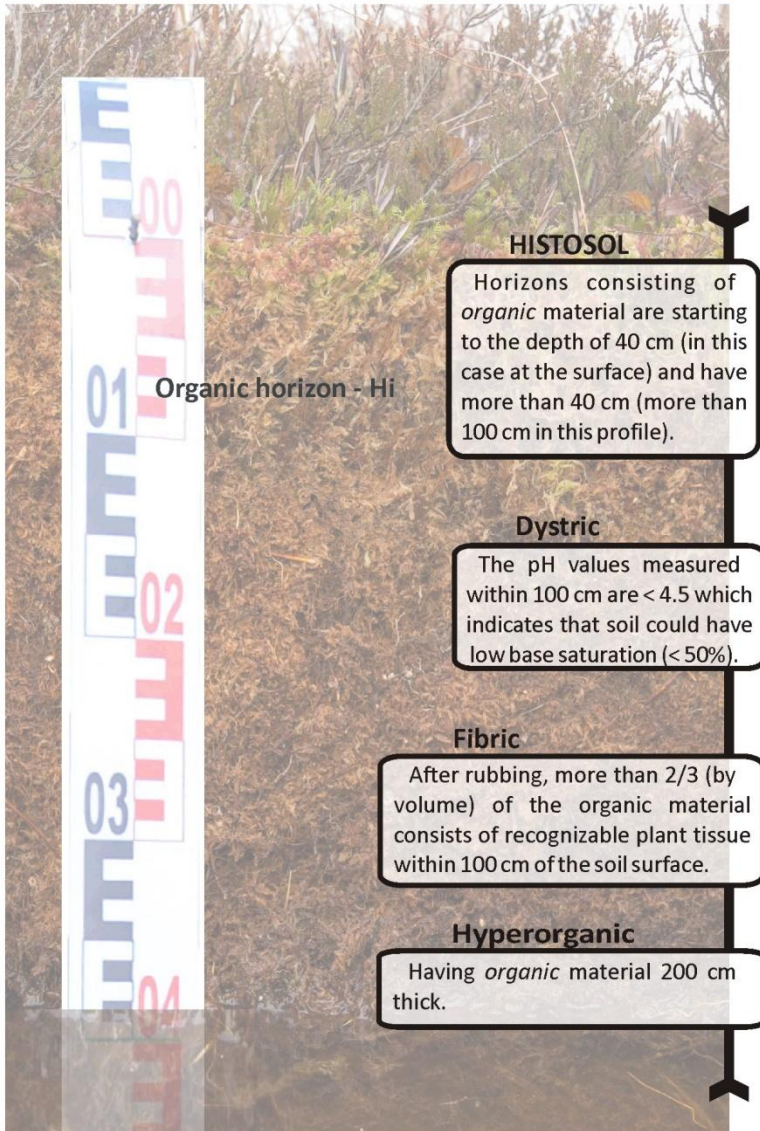 00
01
02
03
04
Organic horizon - Hi
HISTOSOL
Horizons consisting of
organic material are starting
to the depth of 40 cm (in this
case at the surface) and have
more than 40 cm (more than
100 cm in this profile).
Dystric
The pH values measured
within 100 cm are < 4.5 which
indicates that soil could have
low base saturation (< 50%).
Fibric
After rubbing, more than 2/3 (by
volume) of the organic material
consists of recognizable plant tissue
within 100 cm of the soil surface.
Hyperorganic
Having organic material 200 cm
thick.